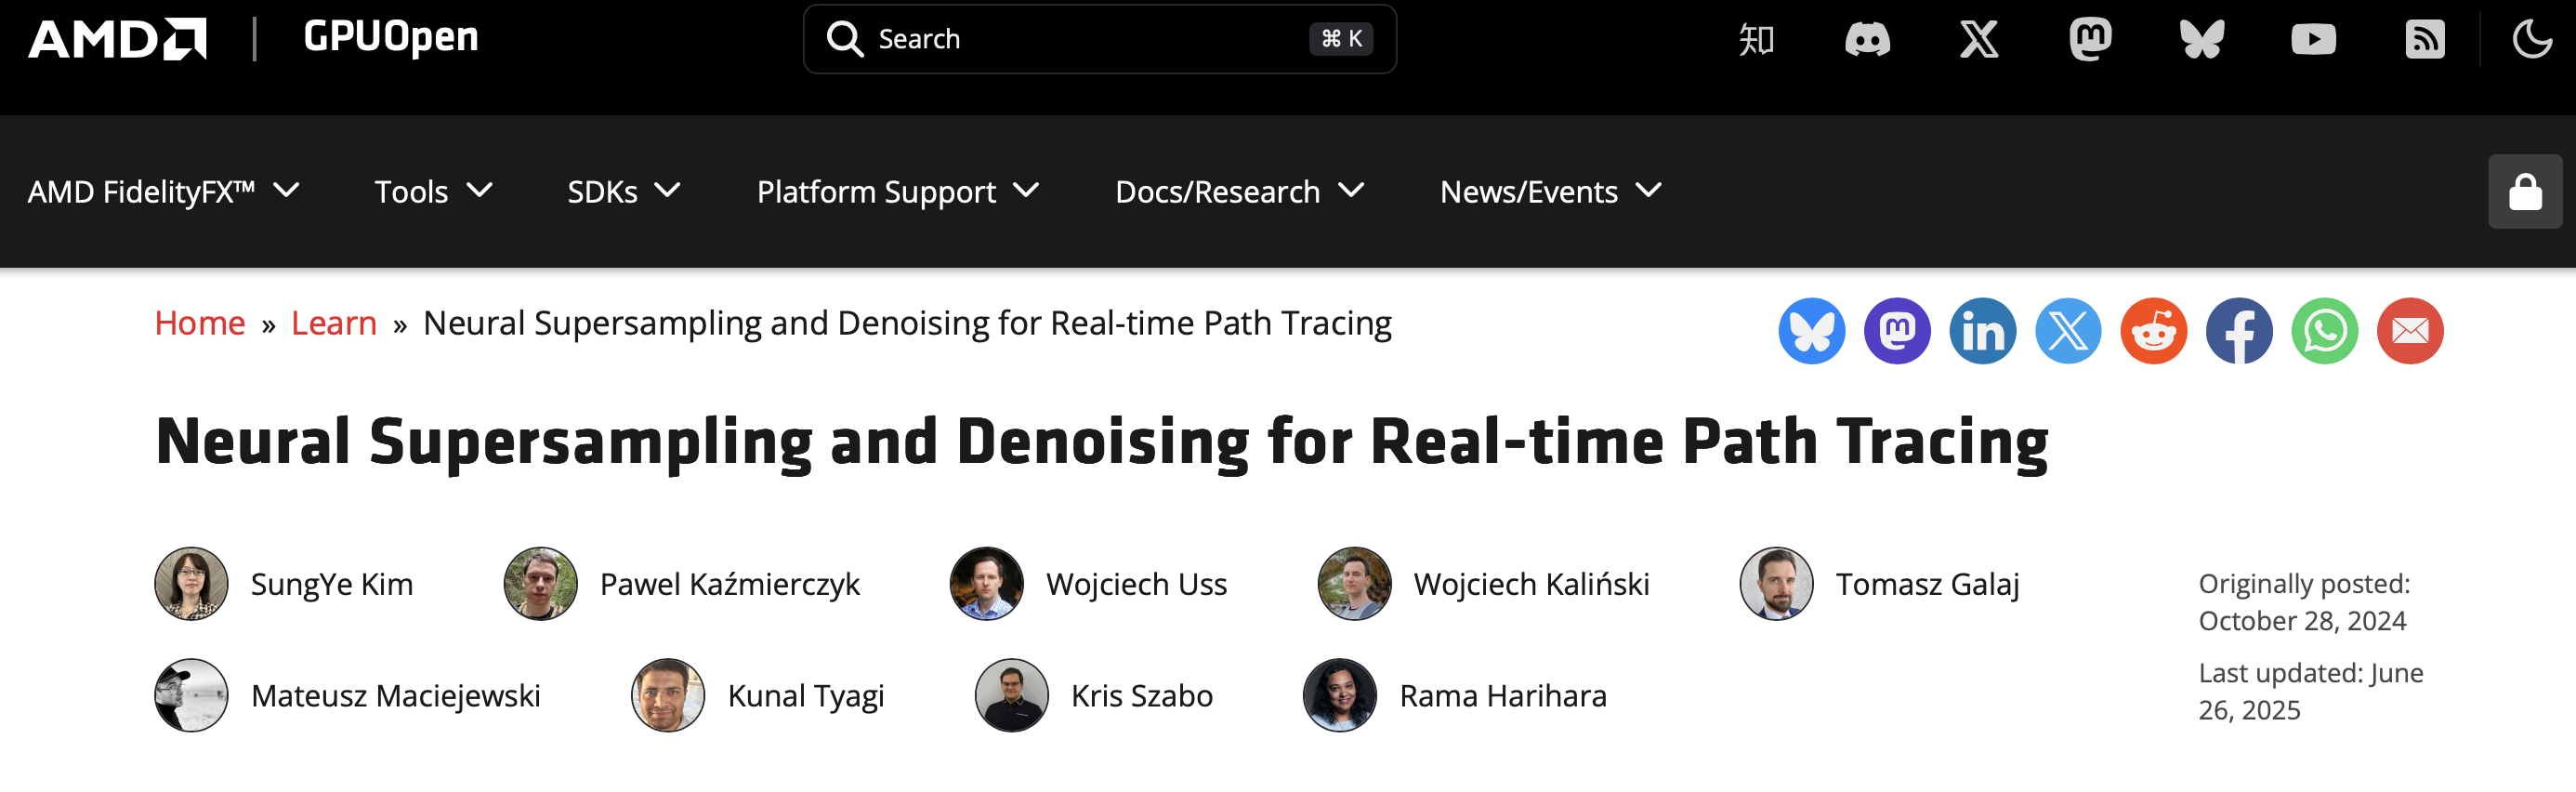 AMD | GPUOpen
Search ⌘ K
知
AMD FidelityFX™ Tools SDKs Platform Support Docs/Research News/Events
Home » Learn » Neural Supersampling and Denoising for Real-time Path Tracing
Neural Supersampling and Denoising for Real-time Path Tracing
SungYe Kim Pawel Kaźmierczyk Wojciech Uss Wojciech Kaliński Tomasz Galaj
Mateusz Maciejewski Kunal Tyagi Kris Szabo Rama Harihara
Originally posted:
October 28, 2024
Last updated: June
26, 2025